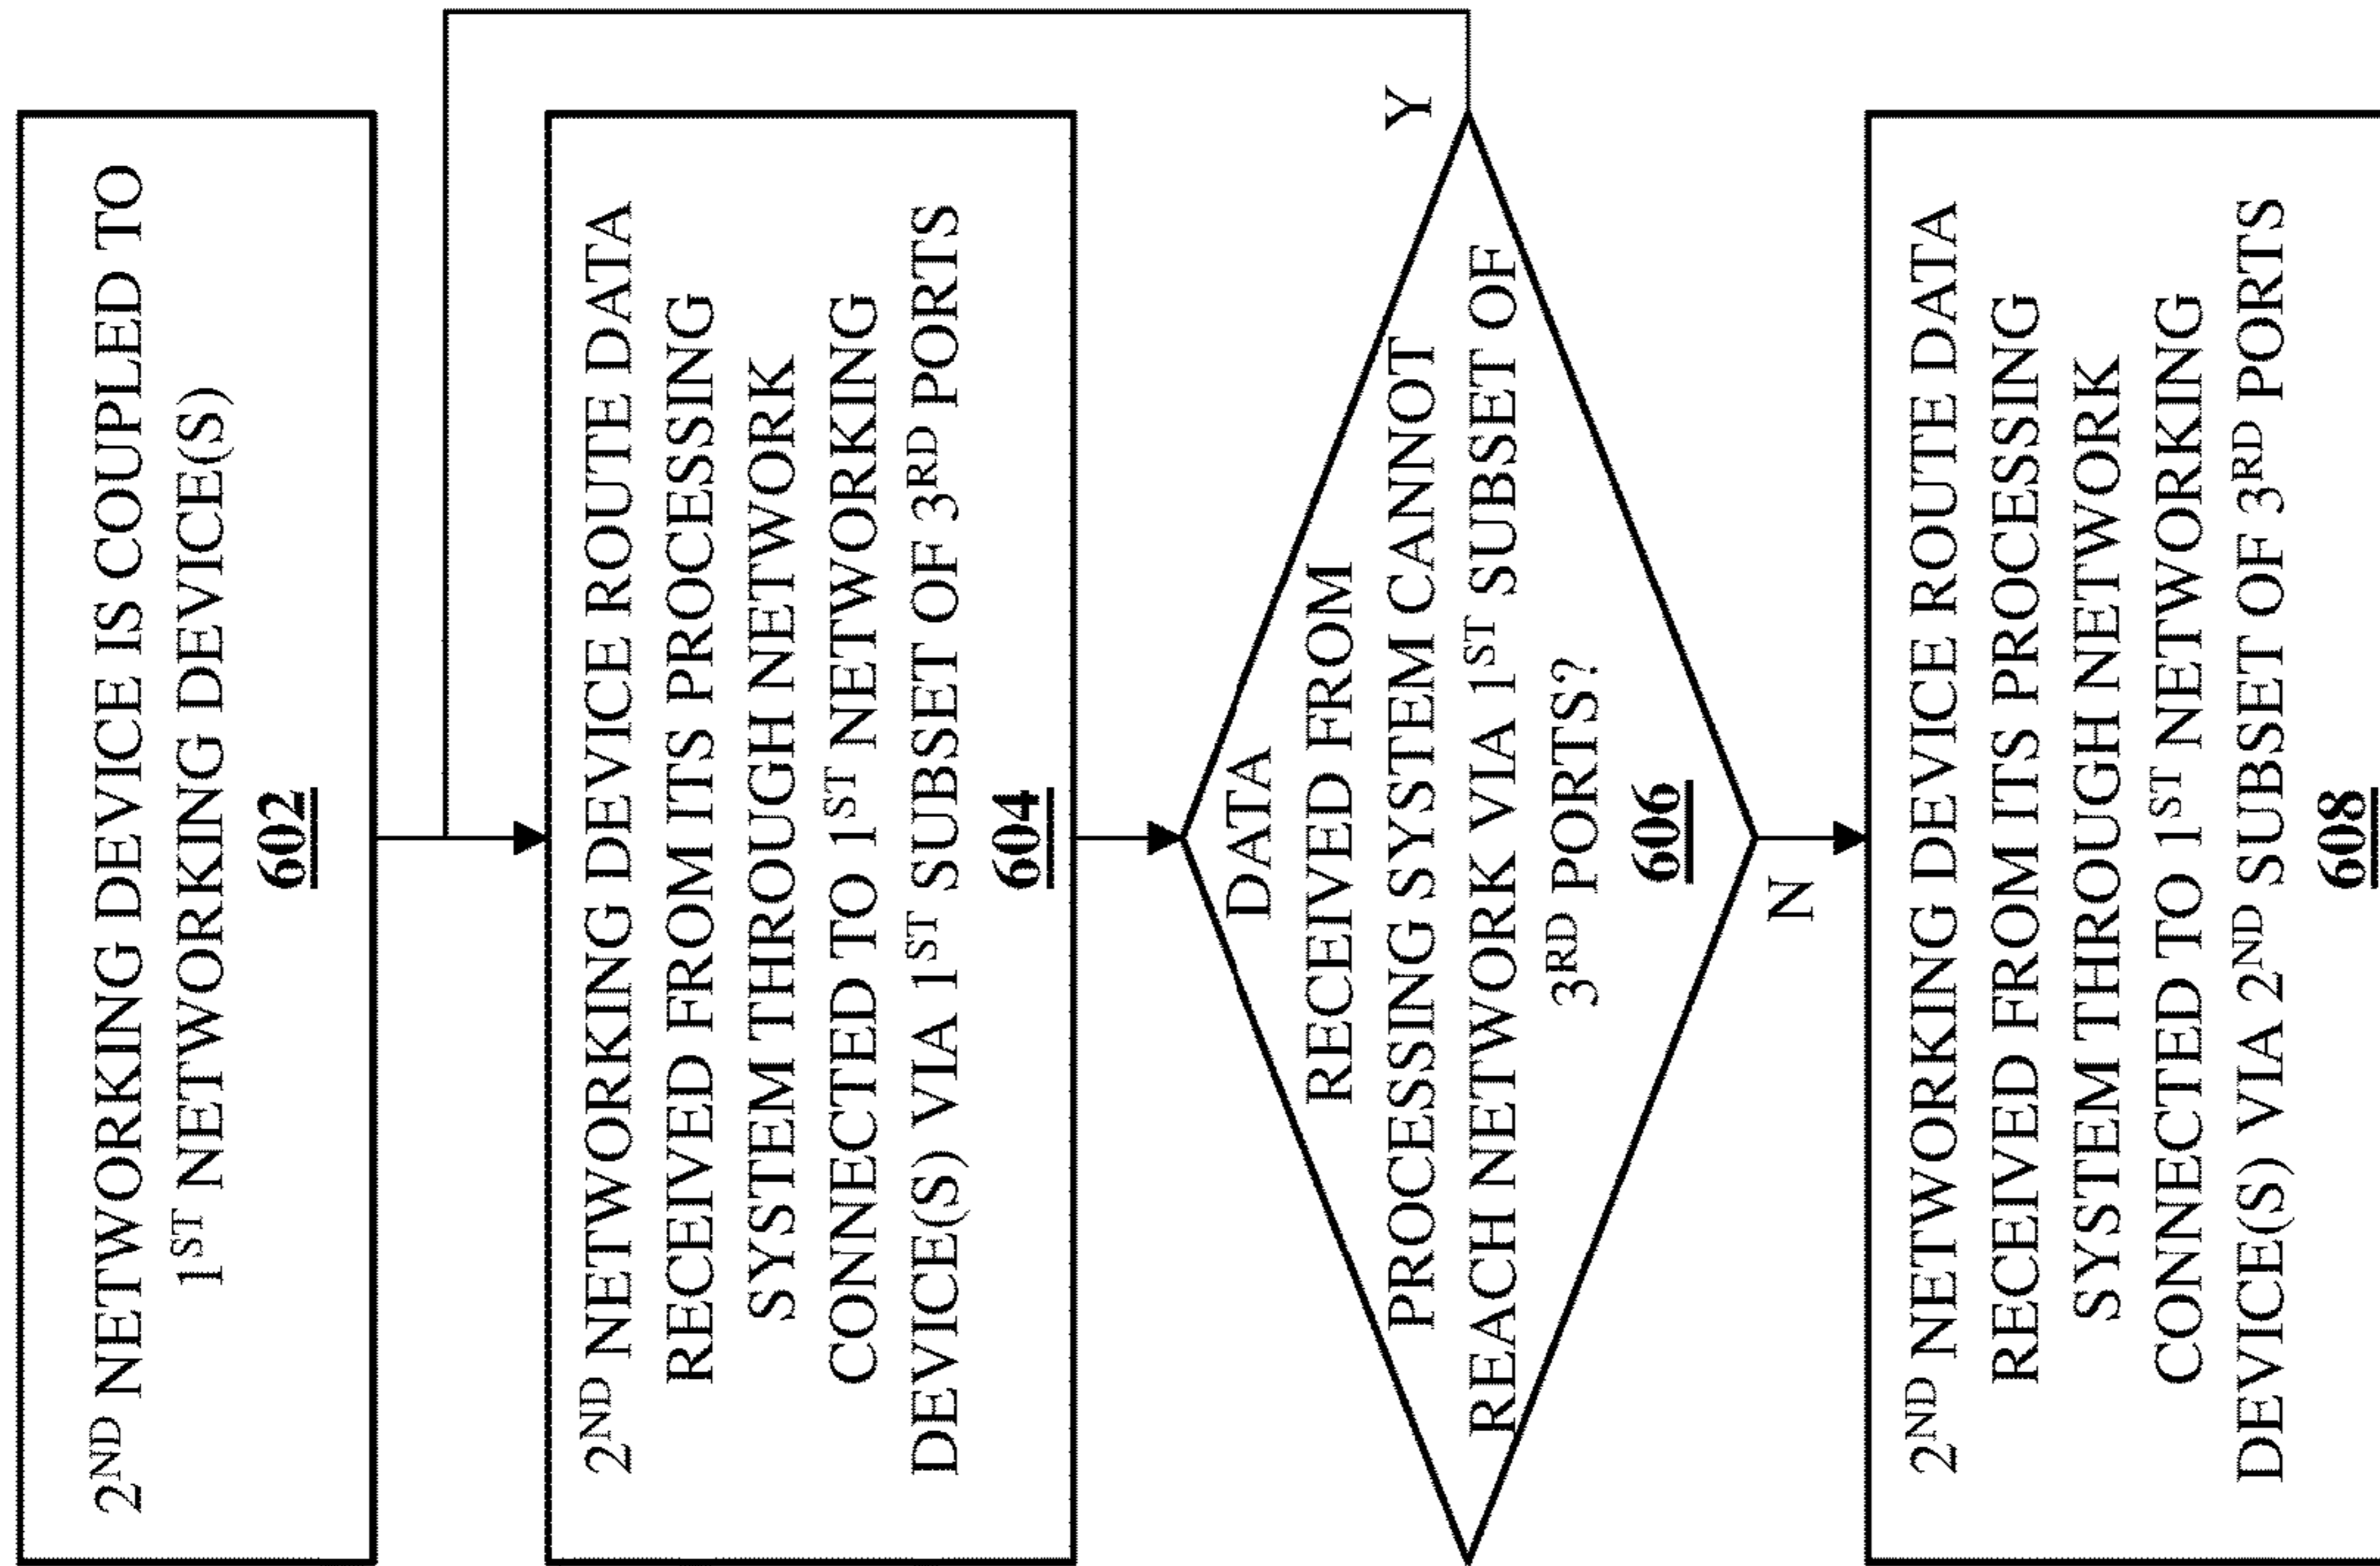 2ND NETWORKING DEVICE IS COUPLED TO
1ST NETWORKING DEVICE(S)
602
2ND NETWORKING DEVICE ROUTE DATA
RECEIVED FROM ITS PROCESSING
SYSTEM THROUGH NETWORK
CONNECTED TO 1ST NETWORKING
DEVICE(S) VIA 1ST SUBSET OF 3RD PORTS
604
DATA
RECEIVED FROM
PROCESSING SYSTEM CANNOT
REACH NETWORK VIA 1ST SUBSET OF
3RD PORTS?
606
Y
N
2ND NETWORKING DEVICE ROUTE DATA
RECEIVED FROM ITS PROCESSING
SYSTEM THROUGH NETWORK
CONNECTED TO 1ST NETWORKING
DEVICE(S) VIA 2ND SUBSET OF 3RD PORTS
608